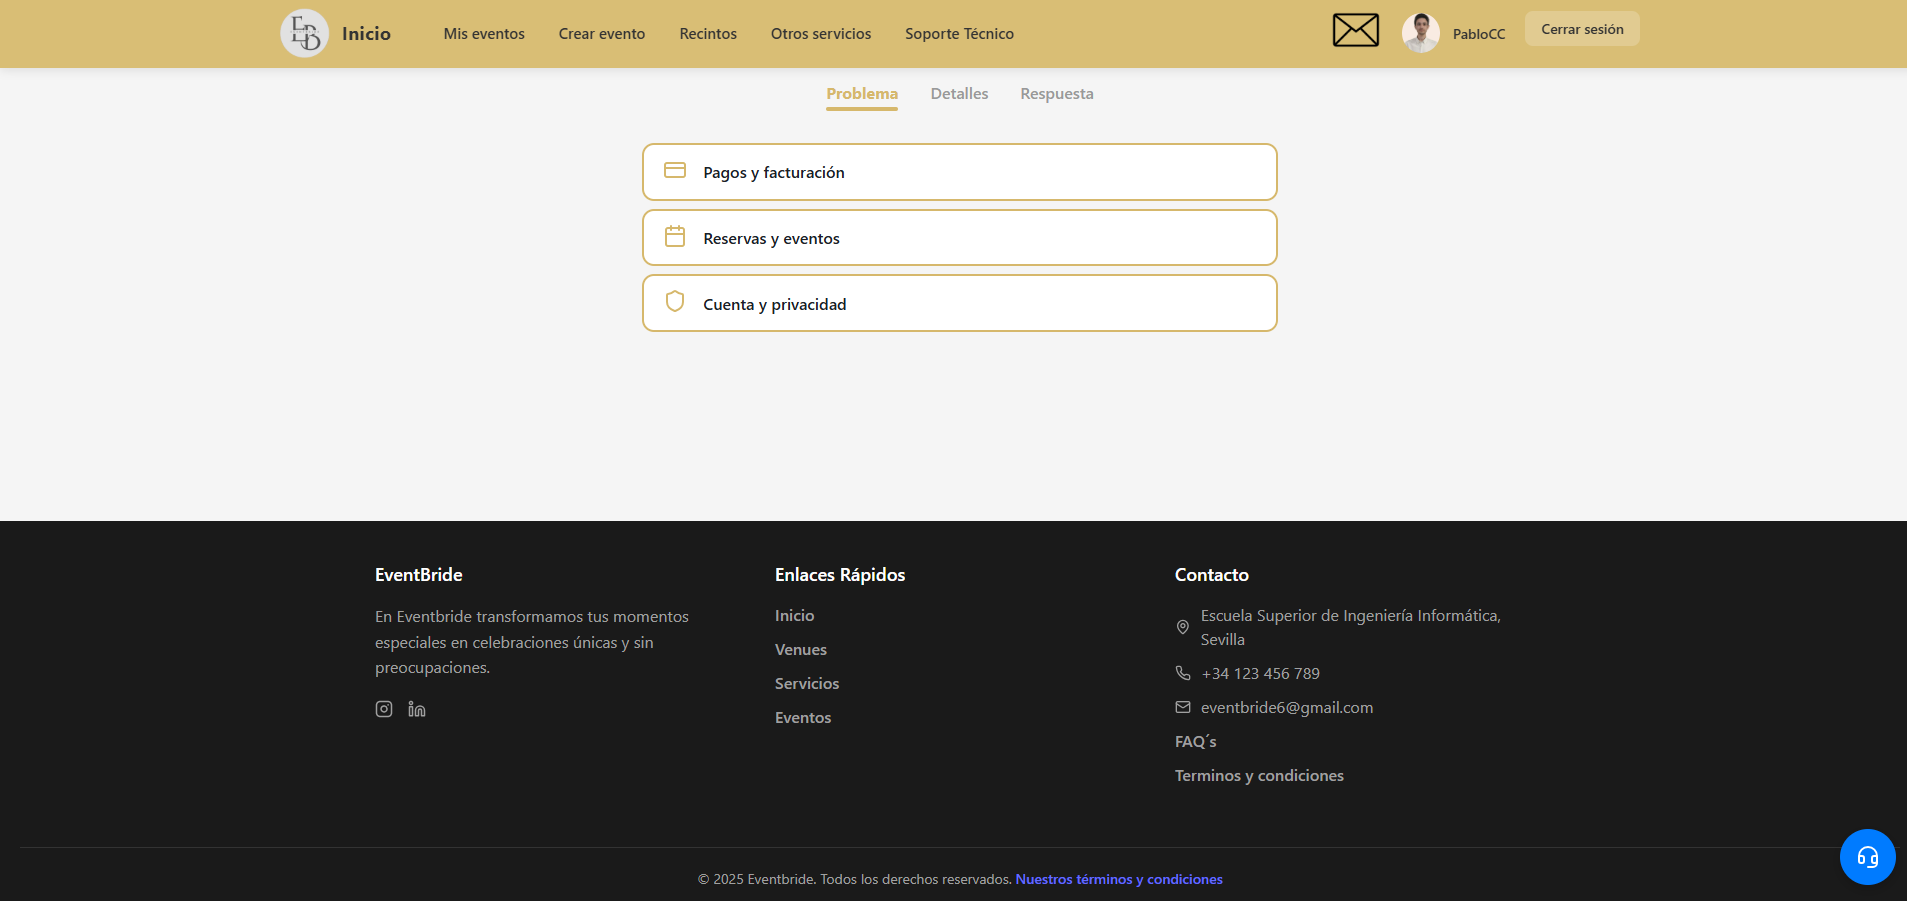 EB
Inicio
Mis eventos
Crear evento
Recintos
Otros servicios
Soporte Técnico
PabloCC
Cerrar sesión
Problema
Detalles
Respuesta
Pagos y facturación
Reservas y eventos
Cuenta y privacidad
EventBride
En Eventbride transformamos tus momentos
especiales en celebraciones únicas y sin
preocupaciones.
Enlaces Rápidos
Inicio
Venues
Servicios
Eventos
Contacto
Escuela Superior de Ingeniería Informática,
Sevilla
+34 123 456 789
eventbride6@gmail.com
FAQ´s
Terminos y condiciones
© 2025 Eventbride. Todos los derechos reservados. Nuestros términos y condiciones